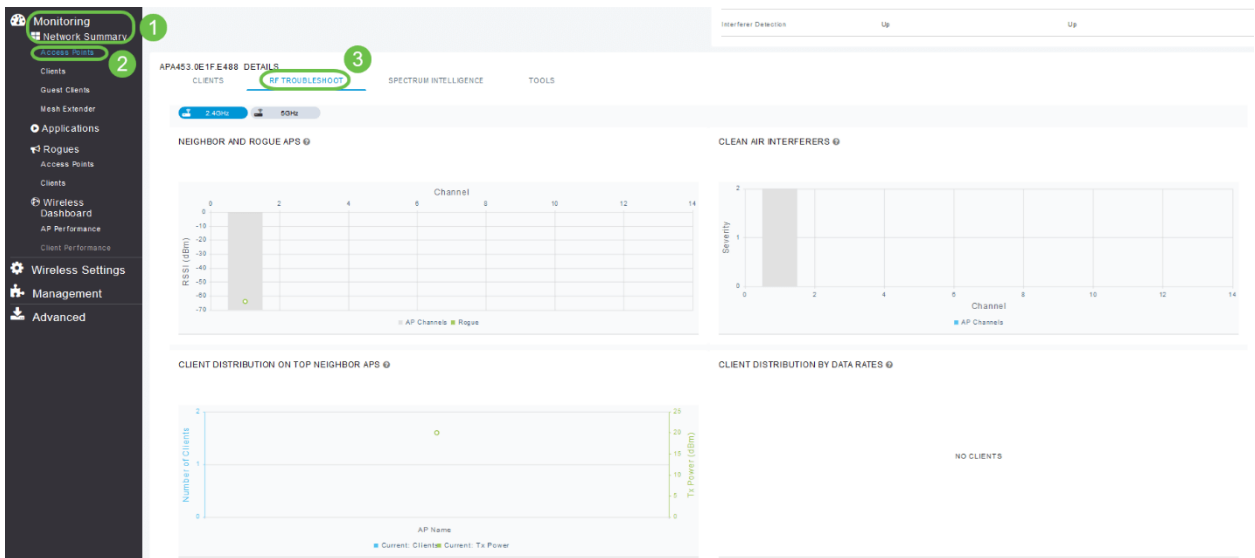 Monitoring
1
Network Summary
Access Points
2
Clients
Guest Clients
Mesh Extender
Applications
Rogues
Access Points
Clients
Wireless
Dashboard
AP Performance
Client Performance
Wireless Settings
Management
Advanced
Interferer Detection Up Up
3
APA453.0E1F.E488 DETAILS
CLIENTS RF TROUBLESHOOT SPECTRUM INTELLIGENCE TOOLS
2.4GHz 5GHz
NEIGHBOR AND ROGUE APS
Channel
0 2 4 6 8 10 12 14
0
-10
-20
-30
-40
-50
-60
-70
RSSI (dBm)
AP Channels Rogue
CLEAN AIR INTERFERERS
2
1
0
Severity
0 2 4 6 8 10 12 14
Channel
AP Channels
CLIENT DISTRIBUTION ON TOP NEIGHBOR APS
2
1
0
Number of Clients
25
20
15
10
5
0
Tx Power (dBm)
AP Name
Current: Clients Current: Tx Power
CLIENT DISTRIBUTION BY DATA RATES
NO CLIENTS